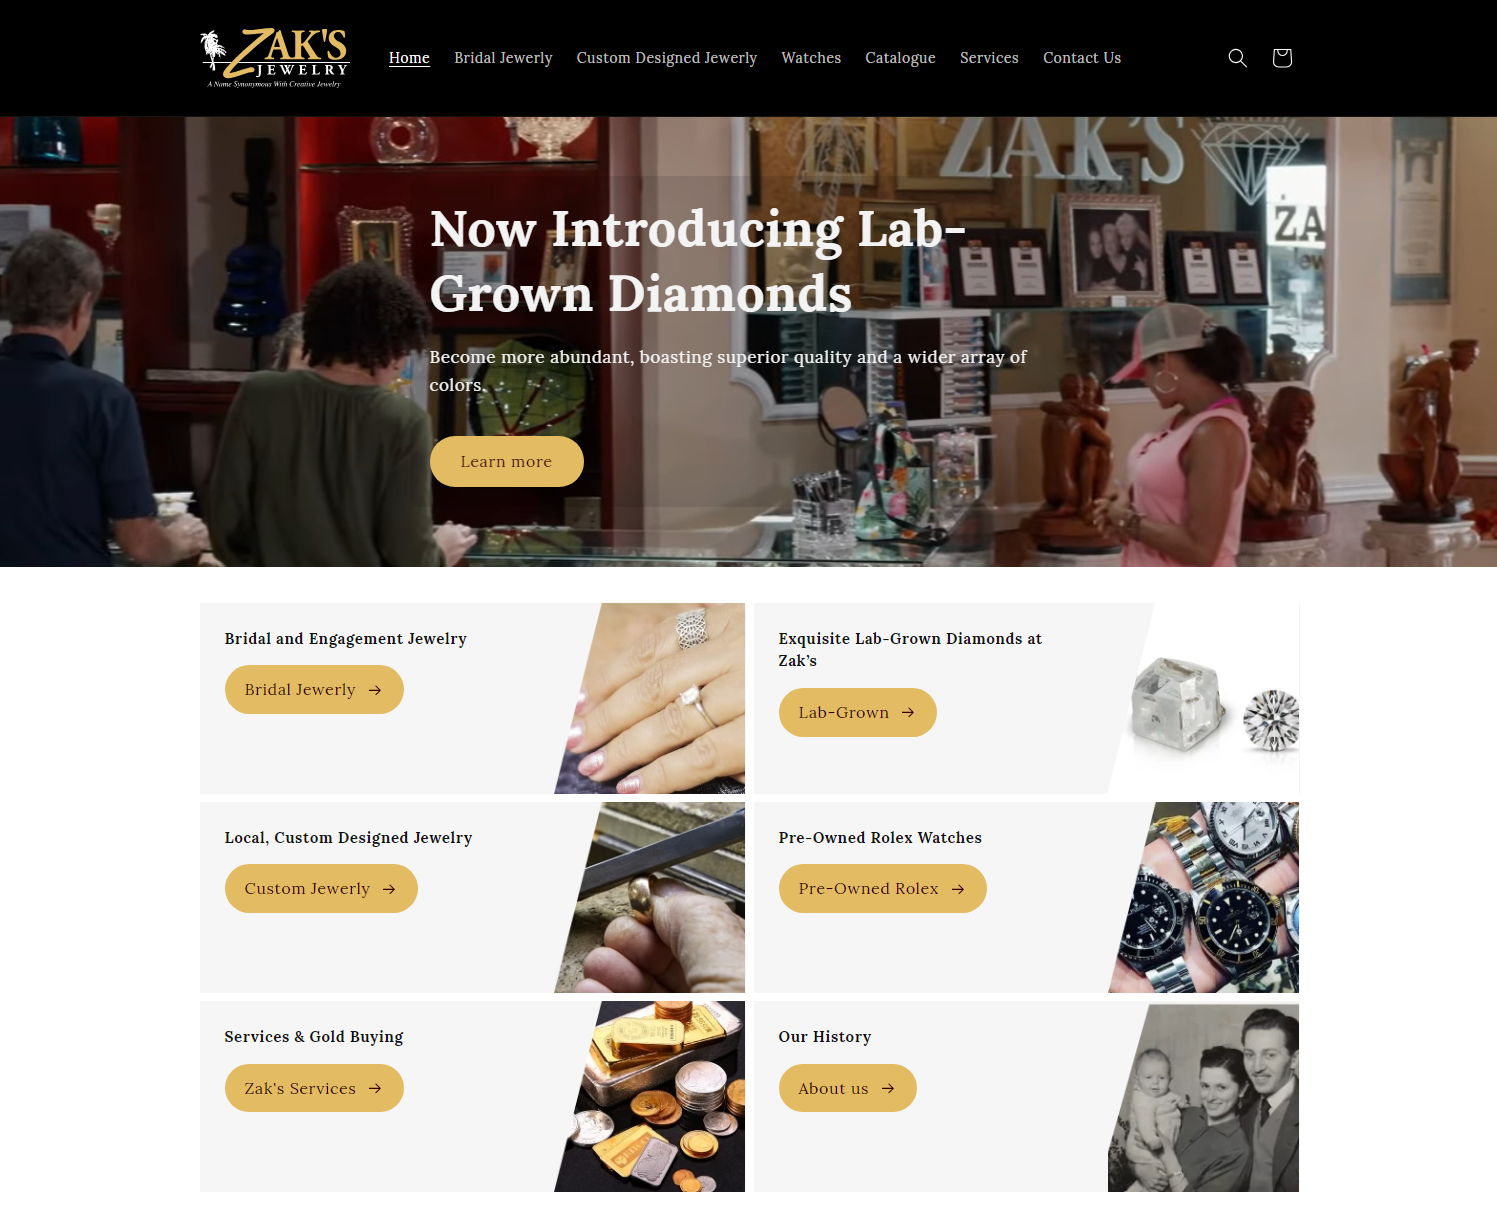 ZAK'S
JEWELRY
A Name Synonymous With Creative Jewelry
Home Bridal Jewerly Custom Designed Jewerly Watches Catalogue Services Contact Us
ZAK'S
ZA
Now Introducing Lab-
Grown Diamonds
Become more abundant, boasting superior quality and a wider array of
colors.
Learn more
Bridal and Engagement Jewelry
Bridal Jewerly →
Exquisite Lab-Grown Diamonds at
Zak’s
Lab-Grown →
Local, Custom Designed Jewelry
Custom Jewerly →
Pre-Owned Rolex Watches
Pre-Owned Rolex →
Services & Gold Buying
Zak's Services →
Our History
About us →